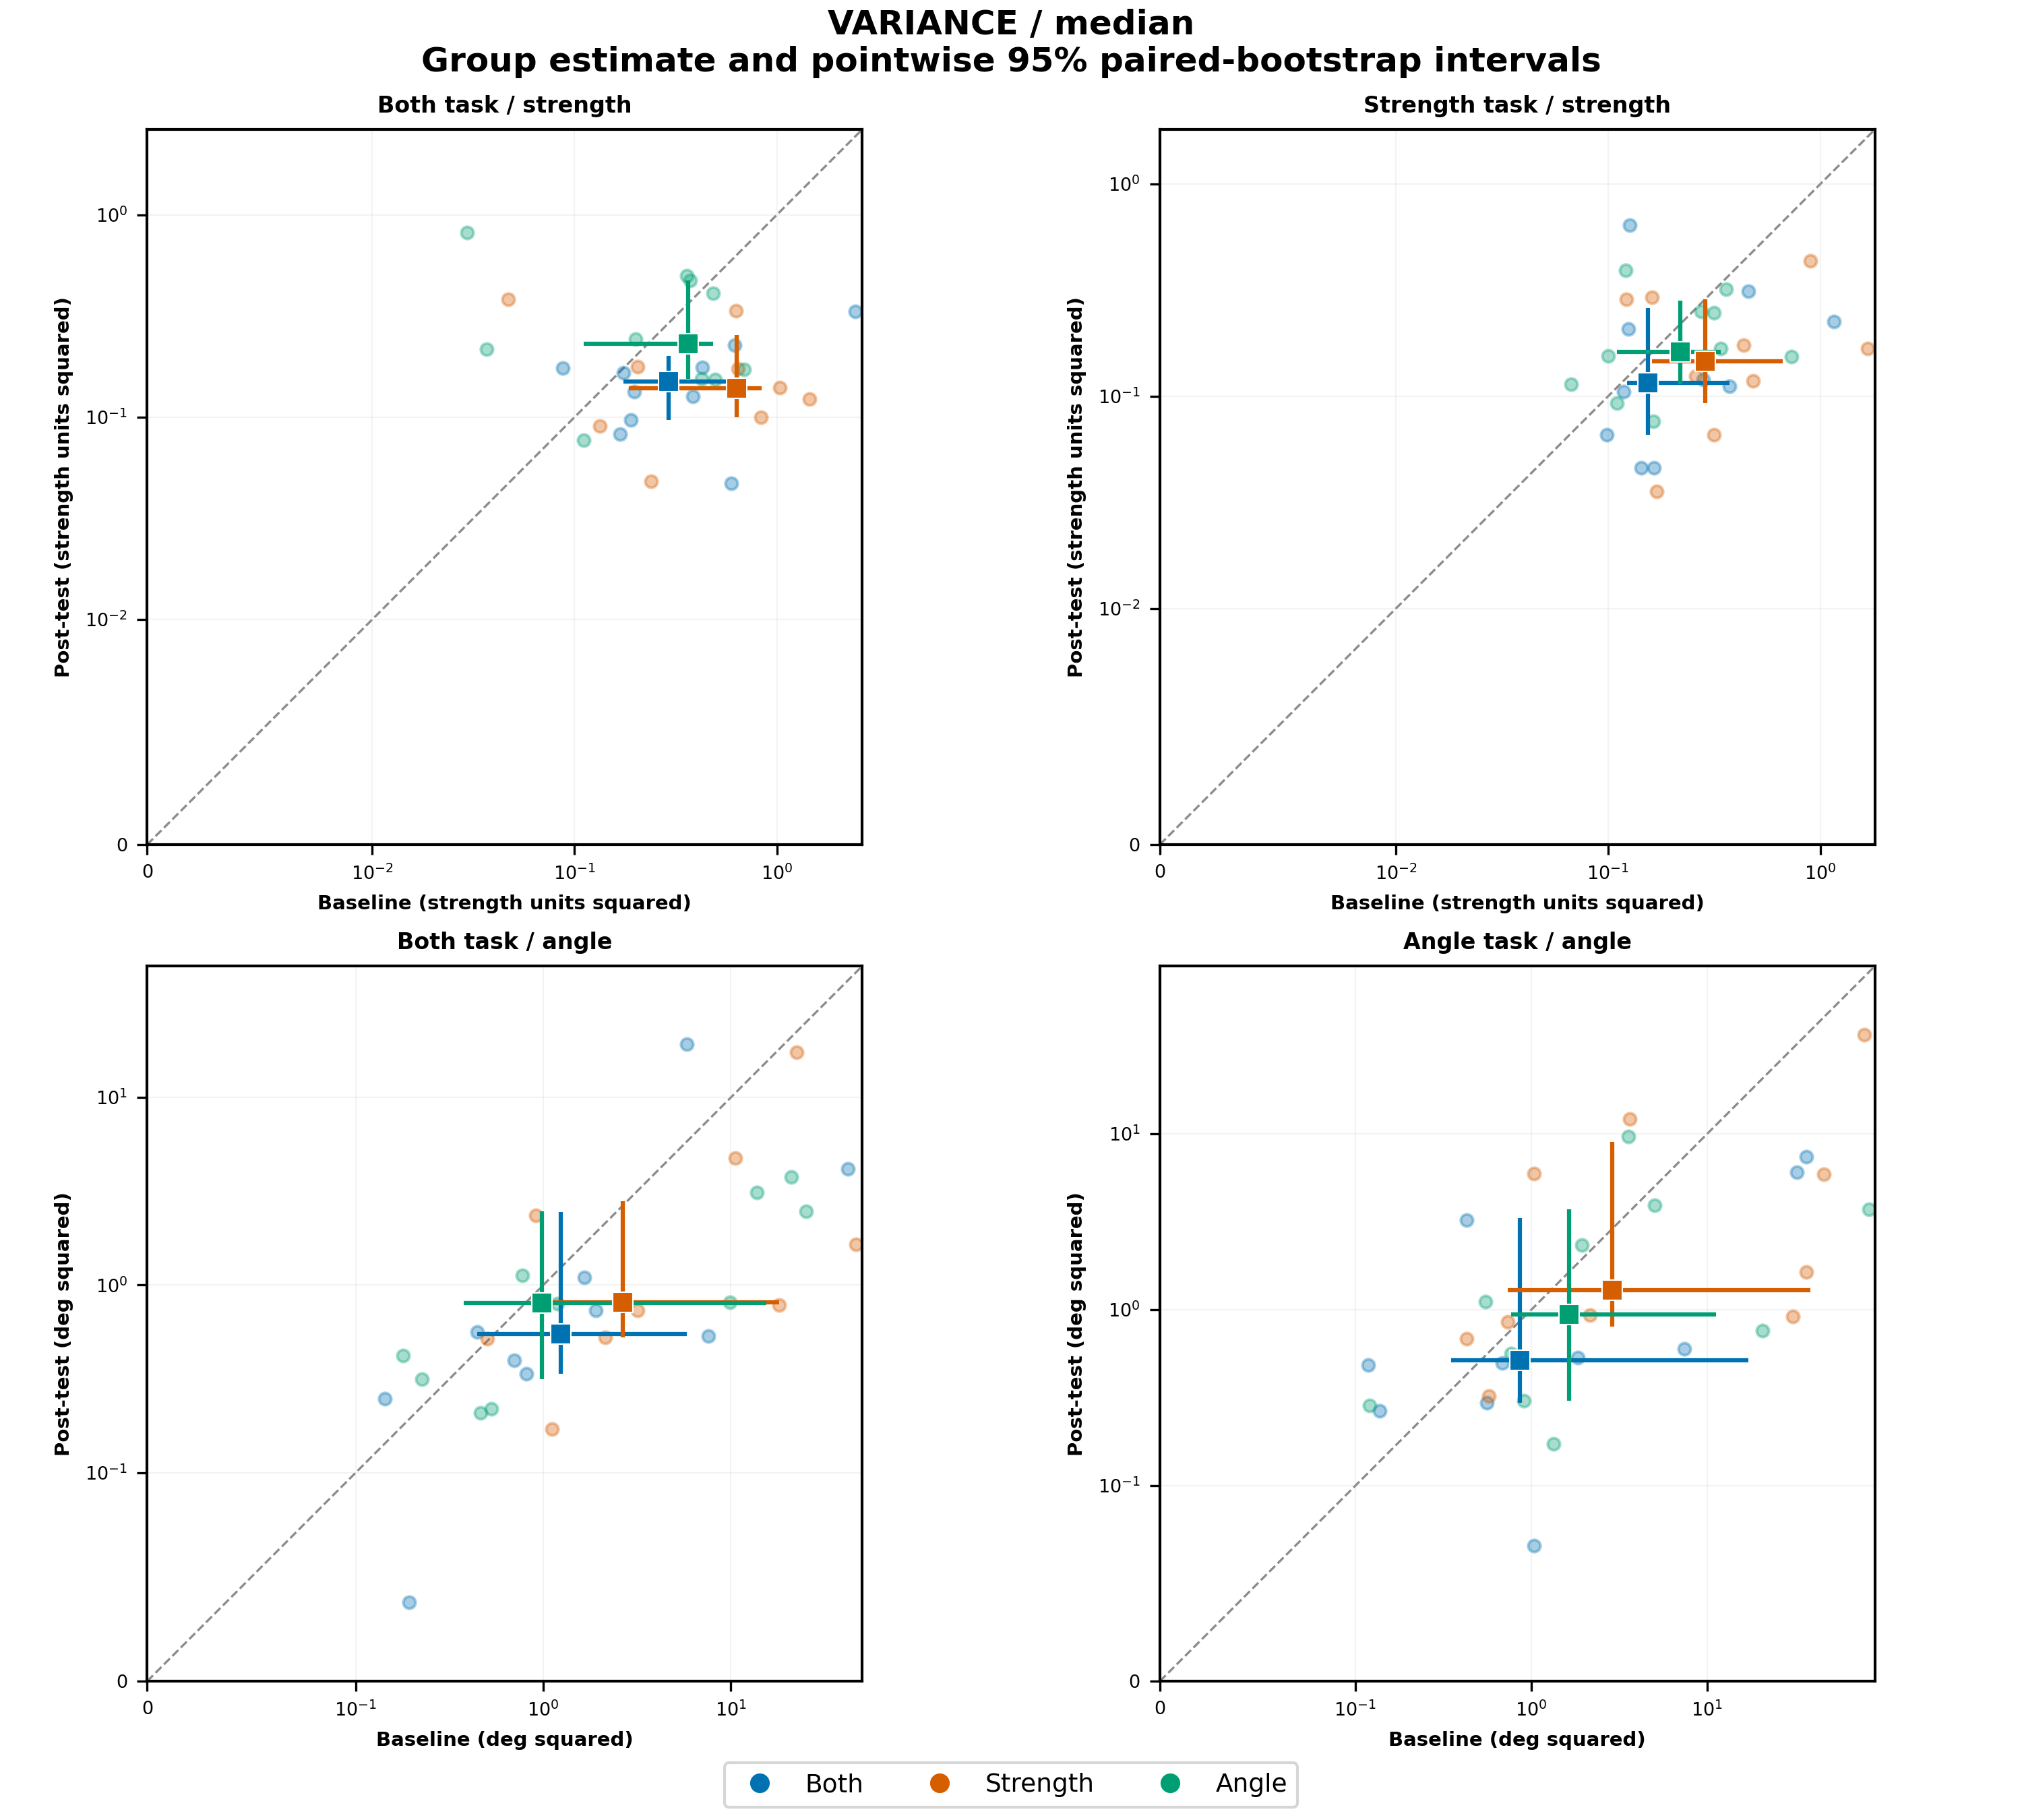 VARIANCE / median
Group estimate and pointwise 95% paired-bootstrap intervals
Both task / strength
Post-test (strength units squared)
10⁰
10⁻¹
10⁻²
0
0
10⁻²
10⁻¹
10⁰
Baseline (strength units squared)
Strength task / strength
Post-test (strength units squared)
10⁰
10⁻¹
10⁻²
0
0
10⁻²
10⁻¹
10⁰
Baseline (strength units squared)
Both task / angle
Post-test (deg squared)
10¹
10⁰
10⁻¹
0
0
10⁻¹
10⁰
10¹
Baseline (deg squared)
Angle task / angle
Post-test (deg squared)
10¹
10⁰
10⁻¹
0
0
10⁻¹
10⁰
10¹
Baseline (deg squared)
Both
Strength
Angle